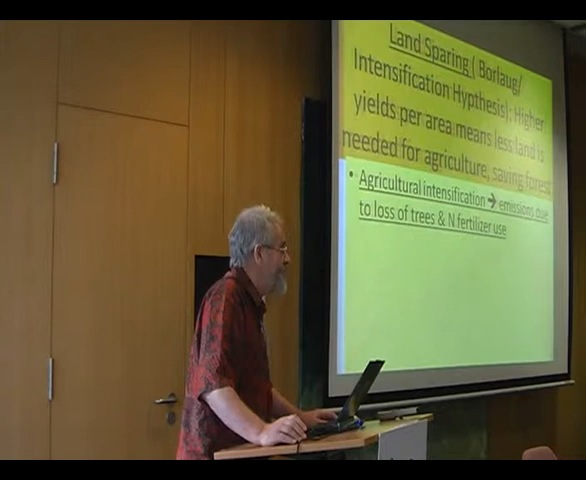 Land Sparing ( Borlaug/
Intensification Hypthesis); Higher
yields per area means less land is
needed for agriculture, saving forest
• Agricultural intensification ➔ emissions due
to loss of trees & N fertilizer use